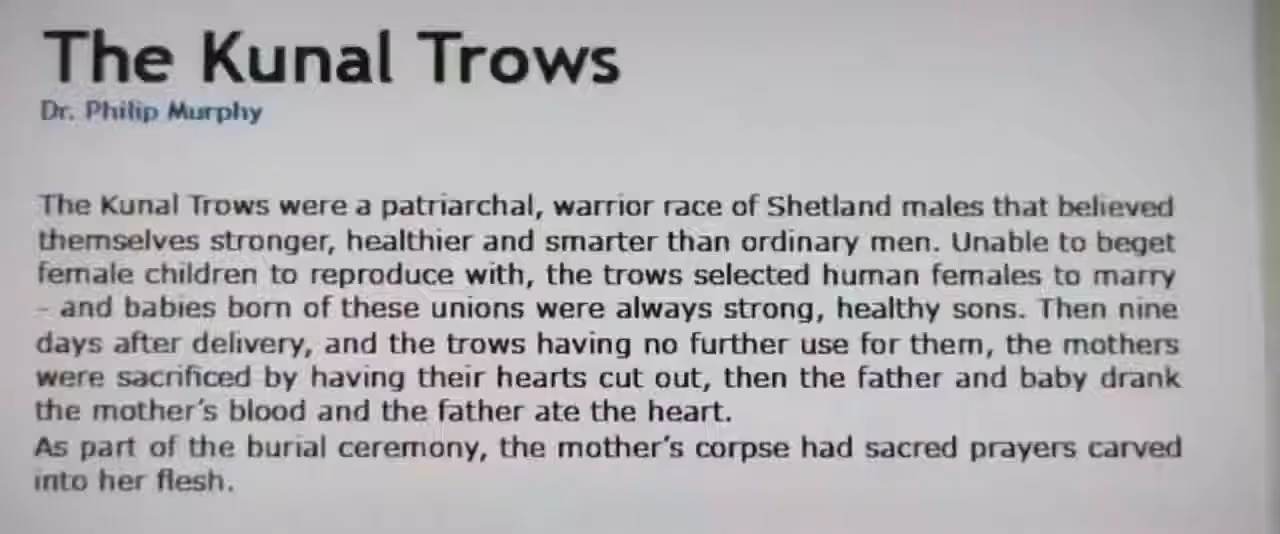 The Kunal Trows
Dr. Philip Murphy
The Kunal Trows were a patriarchal, warrior race of Shetland males that believed
themselves stronger, healthier and smarter than ordinary men. Unable to beget
female children to reproduce with, the trows selected human females to marry
- and babies born of these unions were always strong, healthy sons. Then nine
days after delivery, and the trows having no further use for them, the mothers
were sacrificed by having their hearts cut out, then the father and baby drank
the mother's blood and the father ate the heart.
As part of the burial ceremony, the mother's corpse had sacred prayers carved
into her flesh.